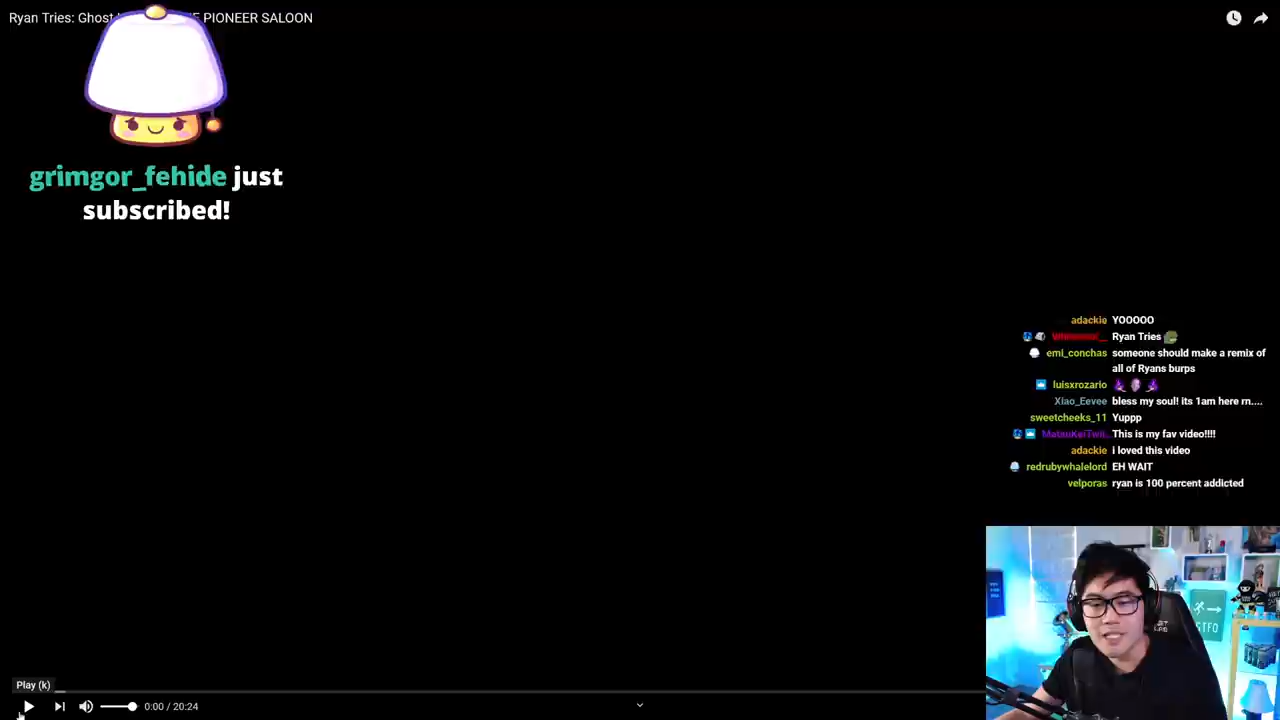 Ryan Tries: Ghost PIONEER SALOON
grimgor_fehide just
subscribed!
adackie YOOOOO
Ryan Tries
emi_conchas someone should make a remix of
all of Ryans burps
luisxrozario
Xiao_Eevee bless my soul! its 1am here rn....
sweetcheeks_11 Yuppp
This is my fav video!!!!
adackie i loved this video
redrubywhalelord EH WAIT
velporas ryan is 100 percent addicted
GTFO
Play (k)
0:00 / 20:24